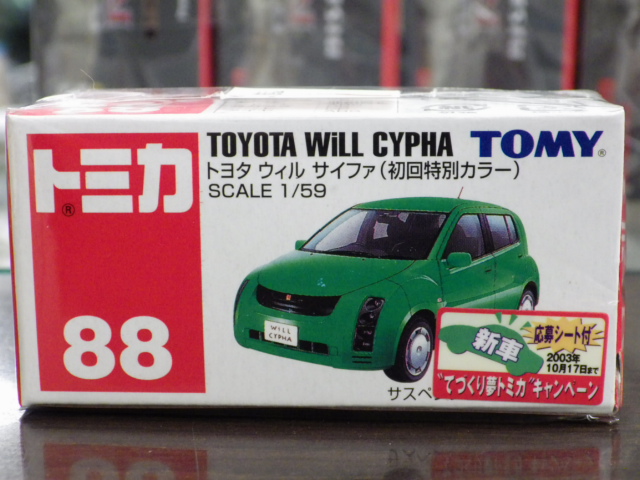 トミカ®
88
TOYOTA WiLL CYPHA
トヨタ ウィル サイファ(初回特別カラー)
SCALE 1/59
TOMY®
WiLL
CYPHA
サスペ
新車
応募シート付
2003年
10月17日まで
"てづくり夢トミカ"キャンペーン